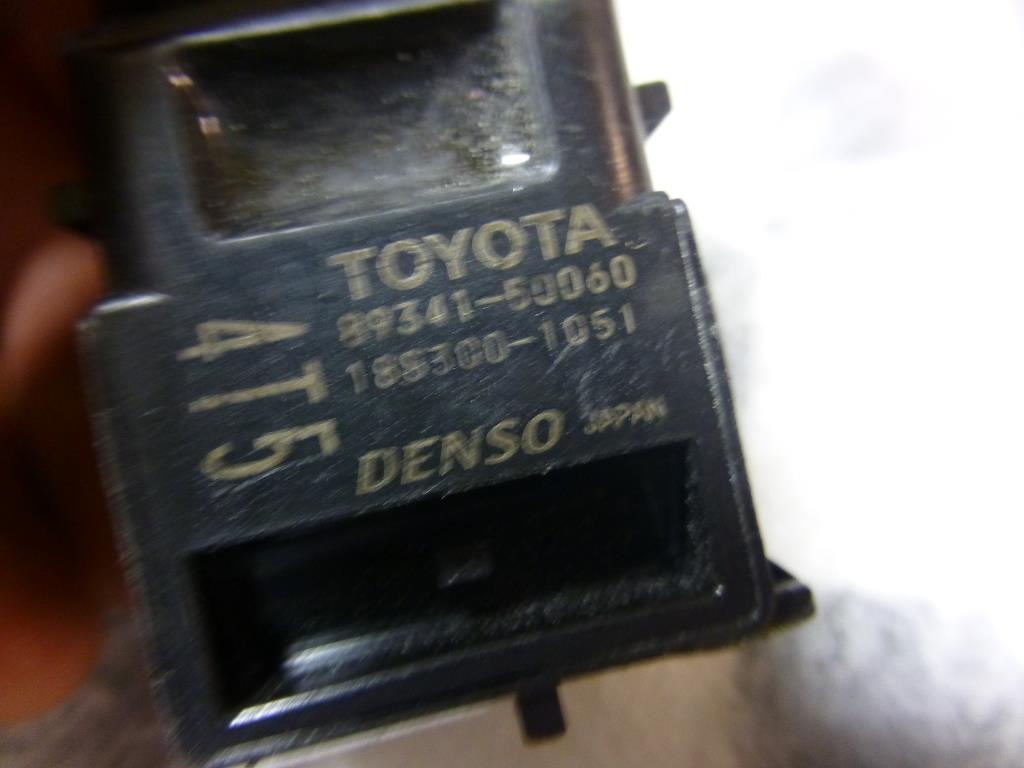 TOYOTA
89341-50060
188300-1051
DENSO JAPAN
4T5